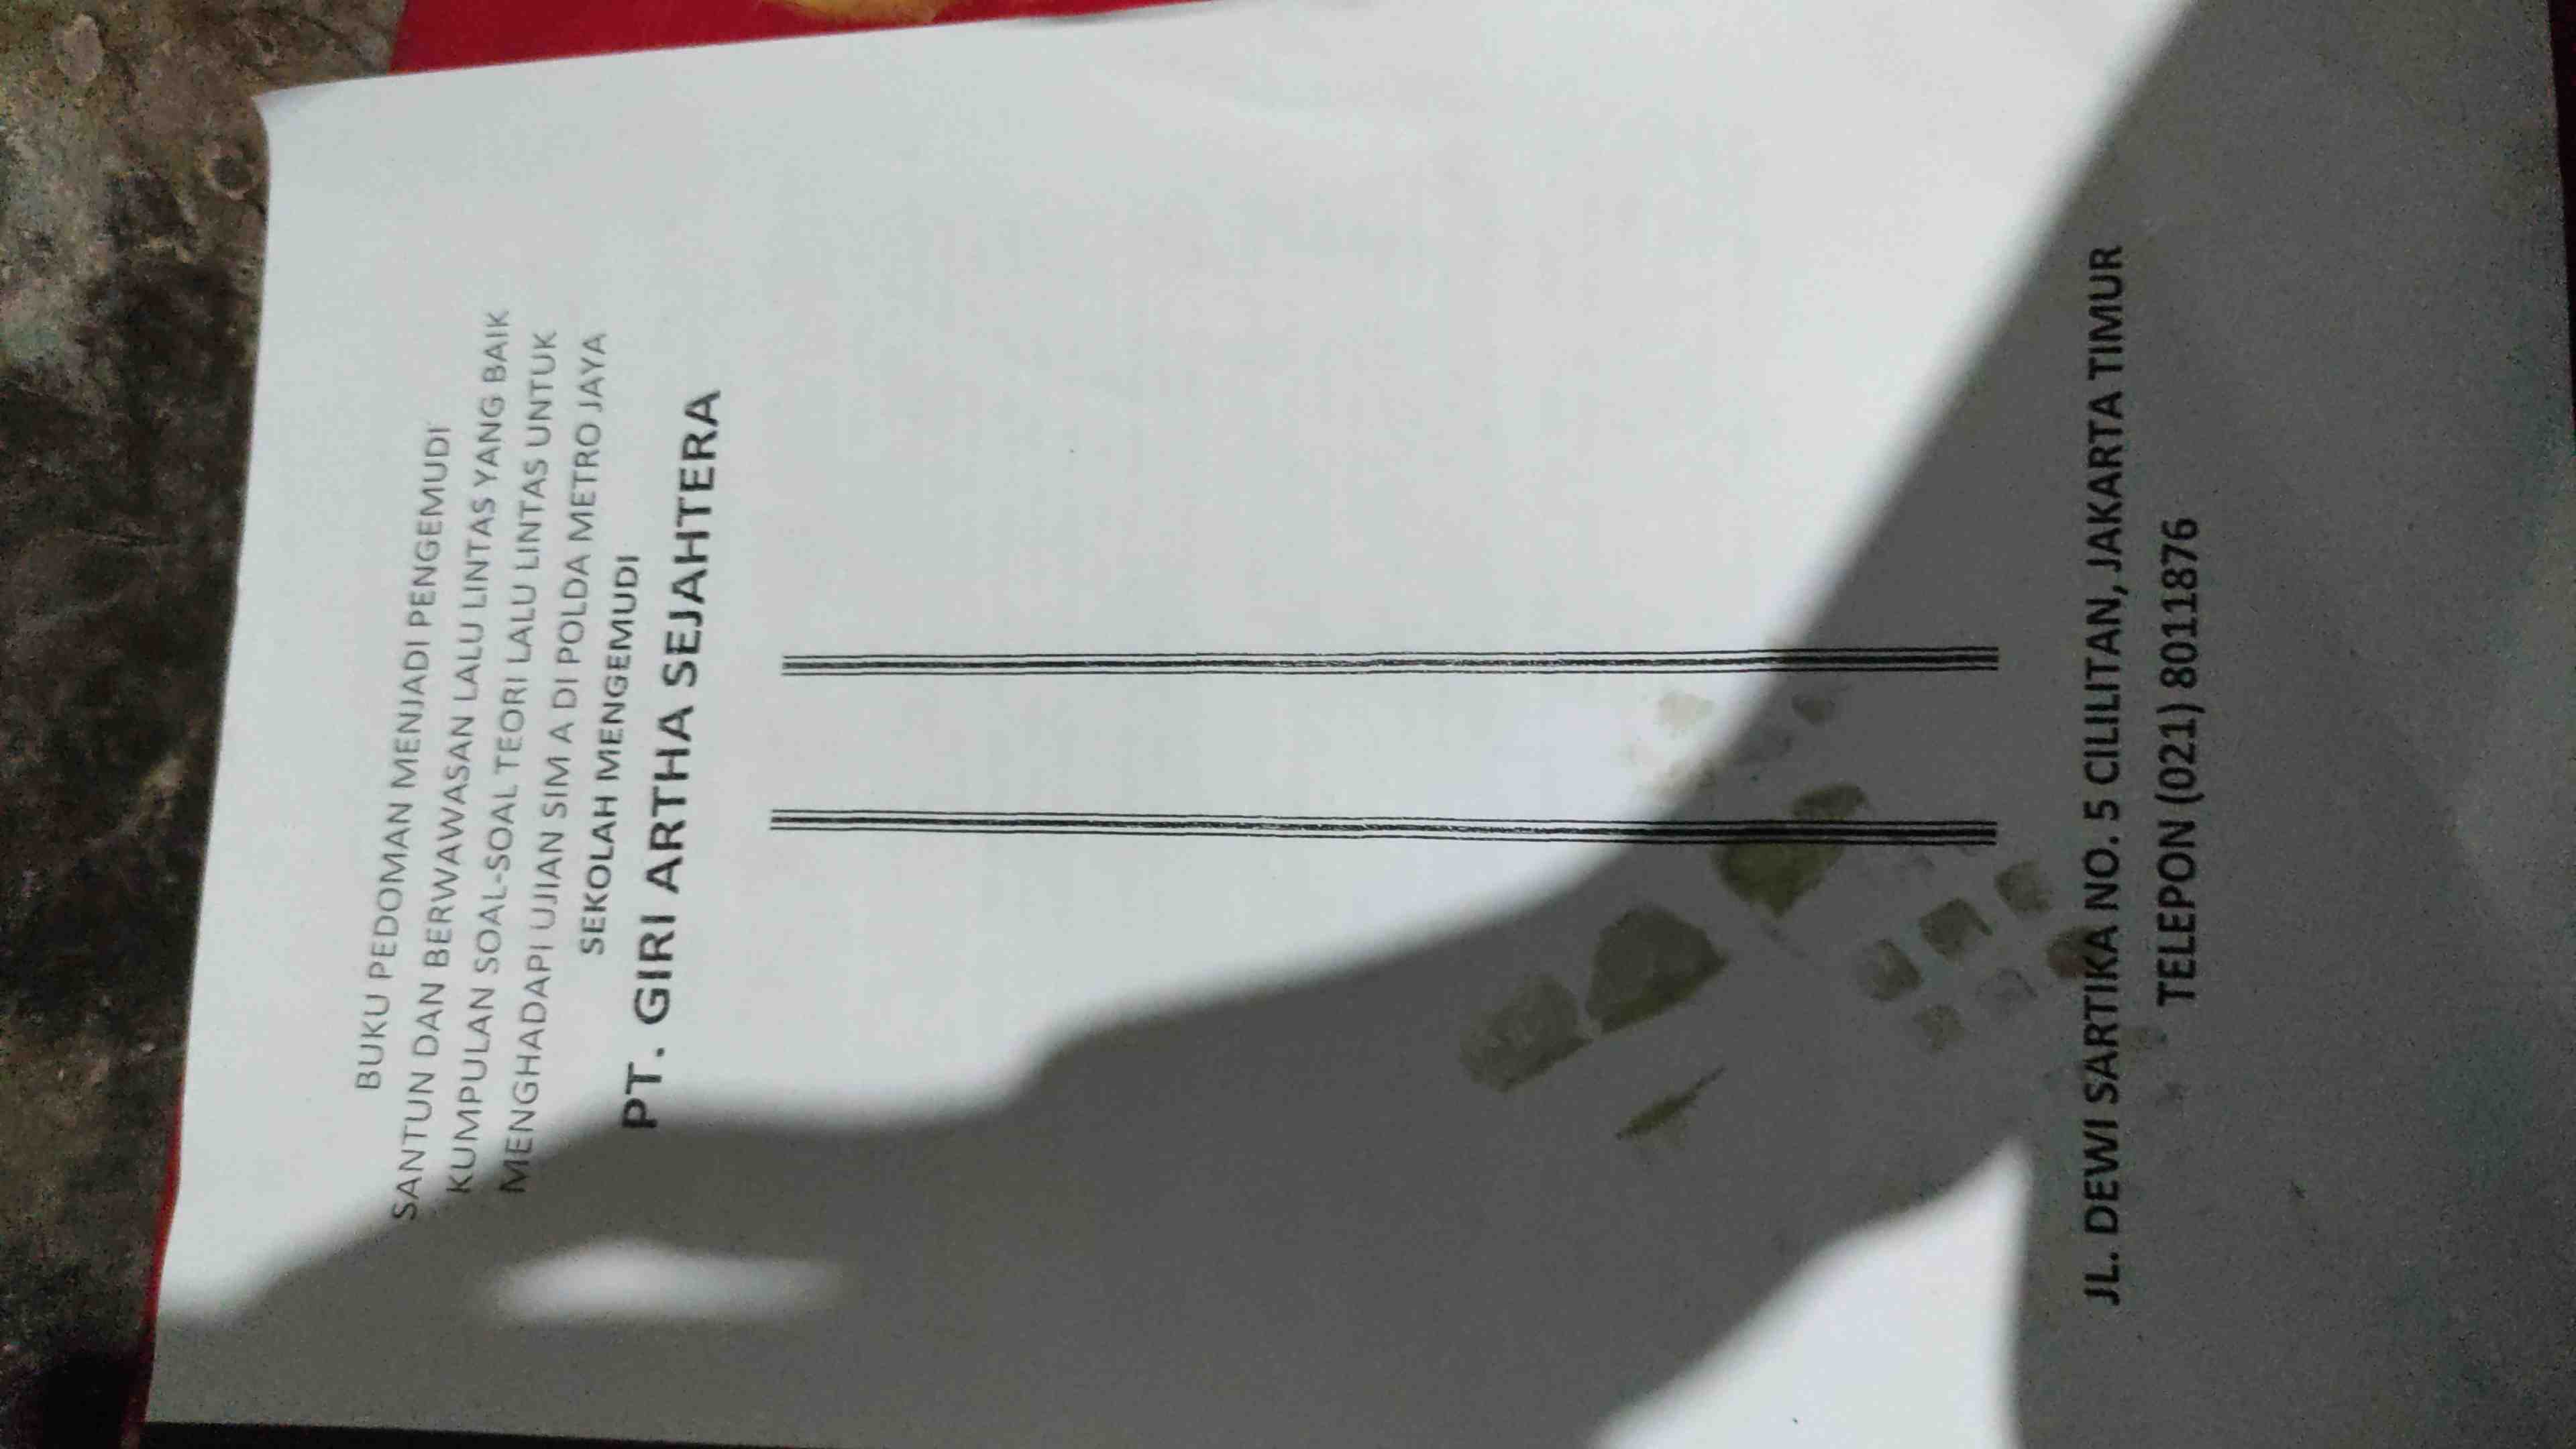 BUKU PEDOMAN MENJADI PENGEMUDI
SANTUN DAN BERWAWASAN LALU LINTAS YANG BAIK
KUMPULAN SOAL-SOAL TEORI LALU LINTAS UNTUK
MENGHADAPI UJIAN SIM A DI POLDA METRO JAYA
SEKOLAH MENGEMUDI
PT. GIRI ARTHA SEJAHTERA
JL. DEWI SARTIKA NO. 5 CILILITAN, JAKARTA TIMUR
TELEPON (021) 8011876